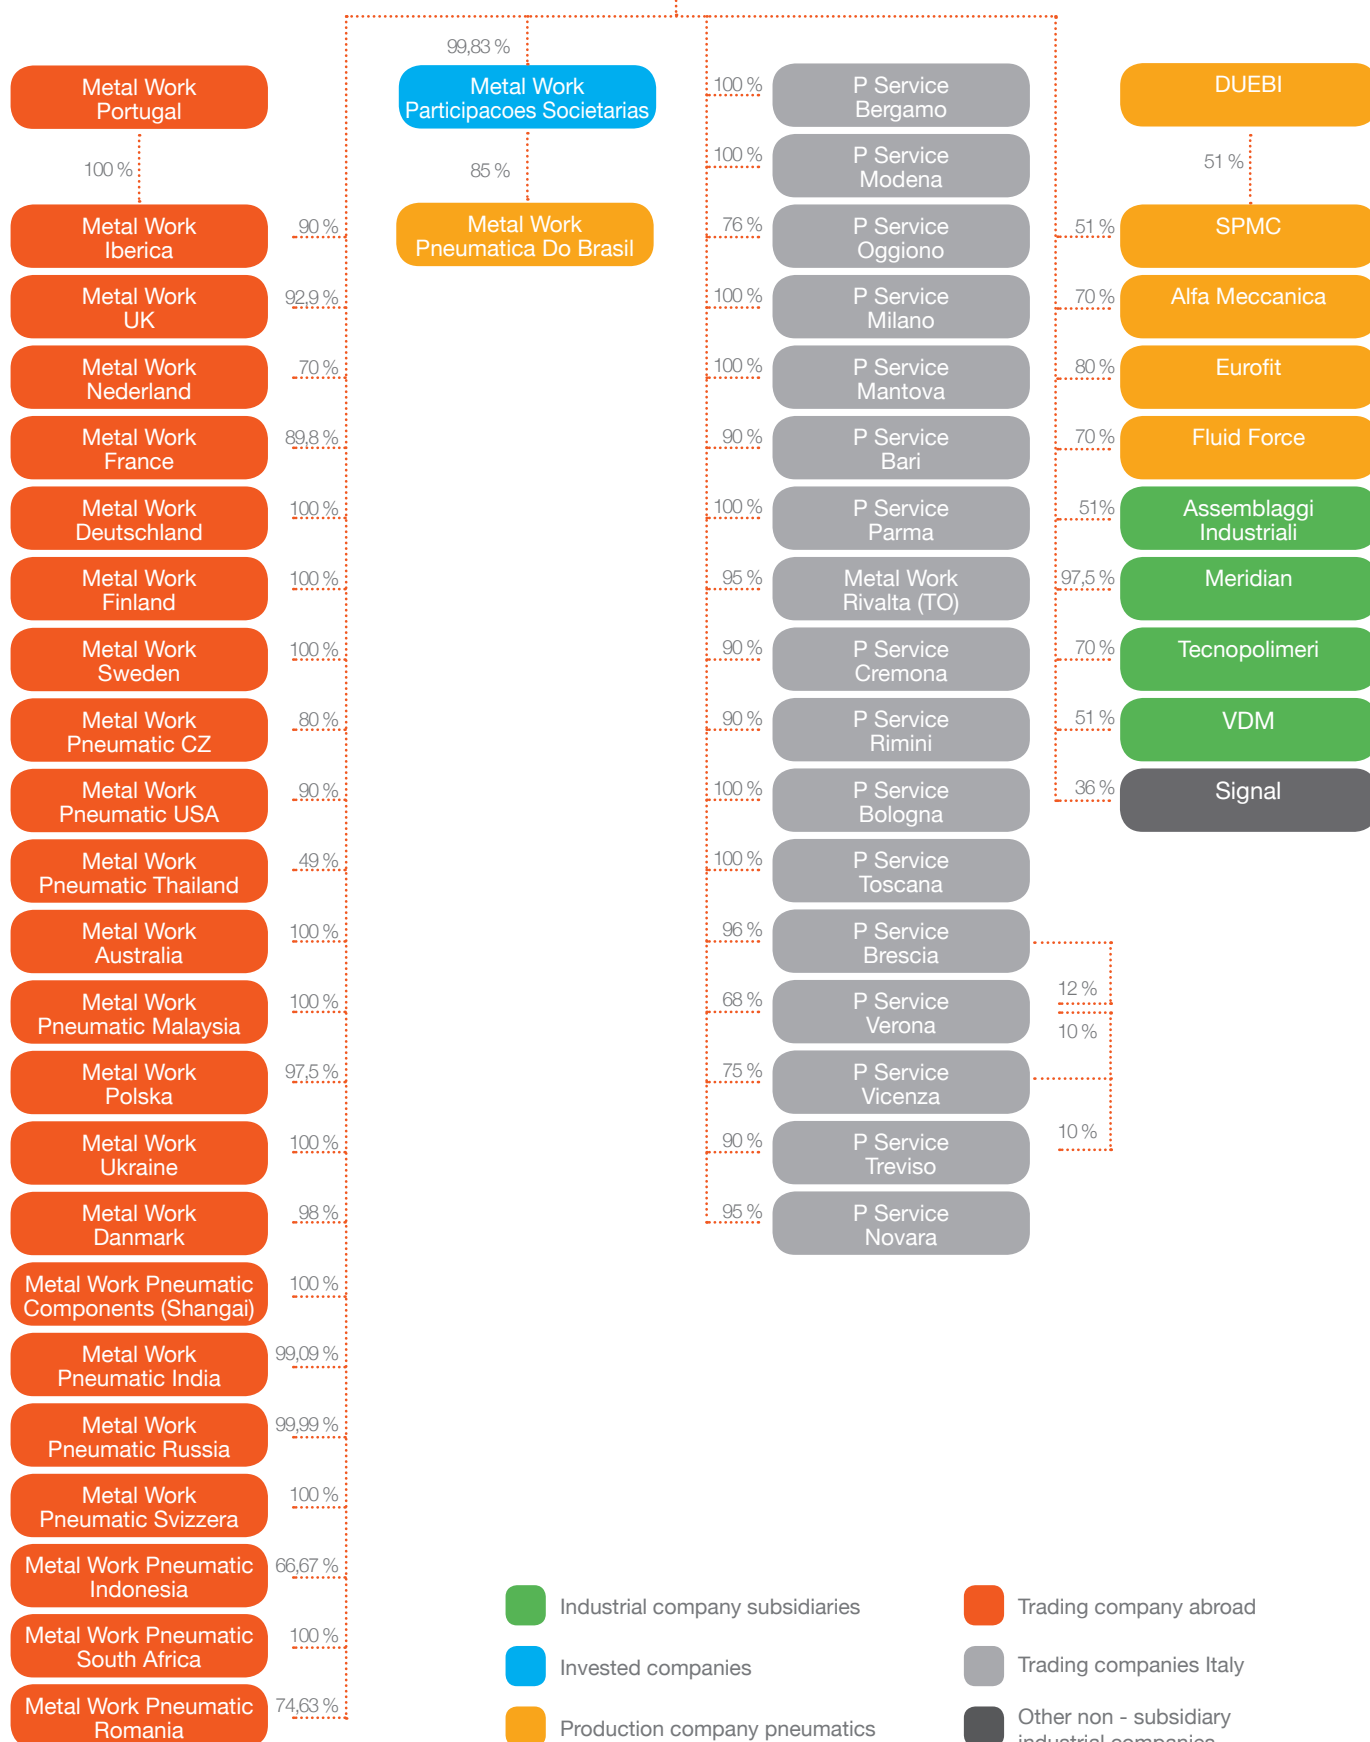 99,83 %
Metal Work
Portugal
100 %
Metal Work
Iberica
90 %
Metal Work
UK
92,9 %
Metal Work
Nederland
70 %
Metal Work
France
89,8 %
Metal Work
Deutschland
100 %
Metal Work
Finland
100 %
Metal Work
Sweden
100 %
Metal Work
Pneumatic CZ
80 %
Metal Work
Pneumatic USA
90 %
Metal Work
Pneumatic Thailand
49 %
Metal Work
Australia
100 %
Metal Work
Pneumatic Malaysia
100 %
Metal Work
Polska
97,5 %
Metal Work
Ukraine
100 %
Metal Work
Danmark
98 %
Metal Work Pneumatic
Components (Shangai)
100 %
Metal Work
Pneumatic India
99,09 %
Metal Work
Pneumatic Russia
99,99 %
Metal Work
Pneumatic Svizzera
100 %
Metal Work Pneumatic
Indonesia
66,67 %
Metal Work Pneumatic
South Africa
100 %
Metal Work Pneumatic
Romania
74,63 %
Metal Work
Participacoes Societarias
85 %
Metal Work
Pneumatica Do Brasil
100 %
P Service
Bergamo
100 %
P Service
Modena
76 %
P Service
Oggiono
100 %
P Service
Milano
100 %
P Service
Mantova
90 %
P Service
Bari
100 %
P Service
Parma
95 %
Metal Work
Rivalta (TO)
90 %
P Service
Cremona
90 %
P Service
Rimini
100 %
P Service
Bologna
100 %
P Service
Toscana
96 %
P Service
Brescia
68 %
P Service
Verona
12 %
10 %
75 %
P Service
Vicenza
90 %
P Service
Treviso
10 %
95 %
P Service
Novara
DUEBI
51 %
51 %
SPMC
70 %
Alfa Meccanica
80 %
Eurofit
70 %
Fluid Force
51%
Assemblaggi
Industriali
97,5 %
Meridian
70 %
Tecnopolimeri
51 %
VDM
36 %
Signal
Industrial company subsidiaries
Invested companies
Production company pneumatics
Trading company abroad
Trading companies Italy
Other non - subsidiary
industrial companies